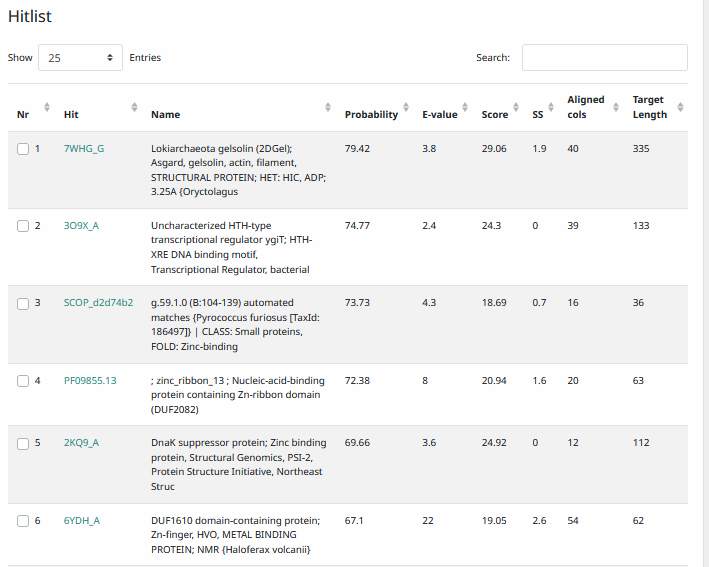 Hitlist
Show 25 Entries Search:
Nr Hit Name Probability E-value Score SS Aligned cols Target Length
1 7WHG_G Lokiarchaeota gelsolin (2DGel); 79.42 3.8 29.06 1.9 40 335
Asgard, gelsolin, actin, filament,
STRUCTURAL PROTEIN; HET: HIC, ADP;
3.25A {Oryctolagus
2 3O9X_A Uncharacterized HTH-type 74.77 2.4 24.3 0 39 133
transcriptional regulator ygiT; HTH-
XRE DNA binding motif,
Transcriptional Regulator, bacterial
3 SCOP_d2d74b2 g.59.1.0 (B:104-139) automated 73.73 4.3 18.69 0.7 16 36
matches {Pyrococcus furiosus [TaxId:
186497]} | CLASS: Small proteins,
FOLD: Zinc-binding
4 PF09855.13 ; zinc_ribbon_13 ; Nucleic-acid-binding 72.38 8 20.94 1.6 20 63
protein containing Zn-ribbon domain
(DUF2082)
5 2KQ9_A DnaK suppressor protein; Zinc binding 69.66 3.6 24.92 0 12 112
protein, Structural Genomics, PSI-2,
Protein Structure Initiative, Northeast
Struc
6 6YDH_A DUF1610 domain-containing protein; 67.1 22 19.05 2.6 54 62
Zn-finger, HVO, METAL BINDING
PROTEIN; NMR {Haloferax volcanii}